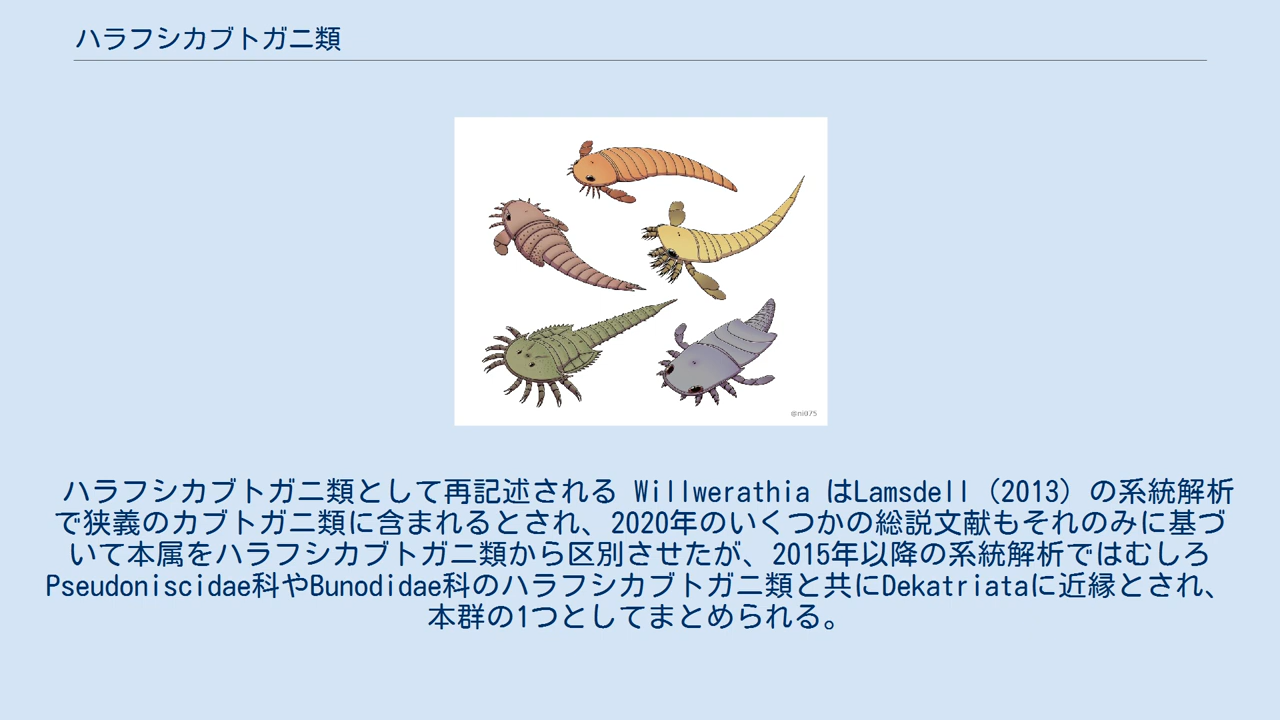 ハラフシカブトガニ類
@ni075
ハラフシカブトガニ類として再記述される Willwerathia はLamsdell（2013）の系統解析
で狭義のカブトガニ類に含まれるとされ、2020年のいくつかの総説文献もそれのみに基づ
いて本属をハラフシカブトガニ類から区別させたが、2015年以降の系統解析ではむしろ
Pseudoniscidae科やBunodidae科のハラフシカブトガニ類と共にDekatriataに近縁とされ、
本群の1つとしてまとめられる。